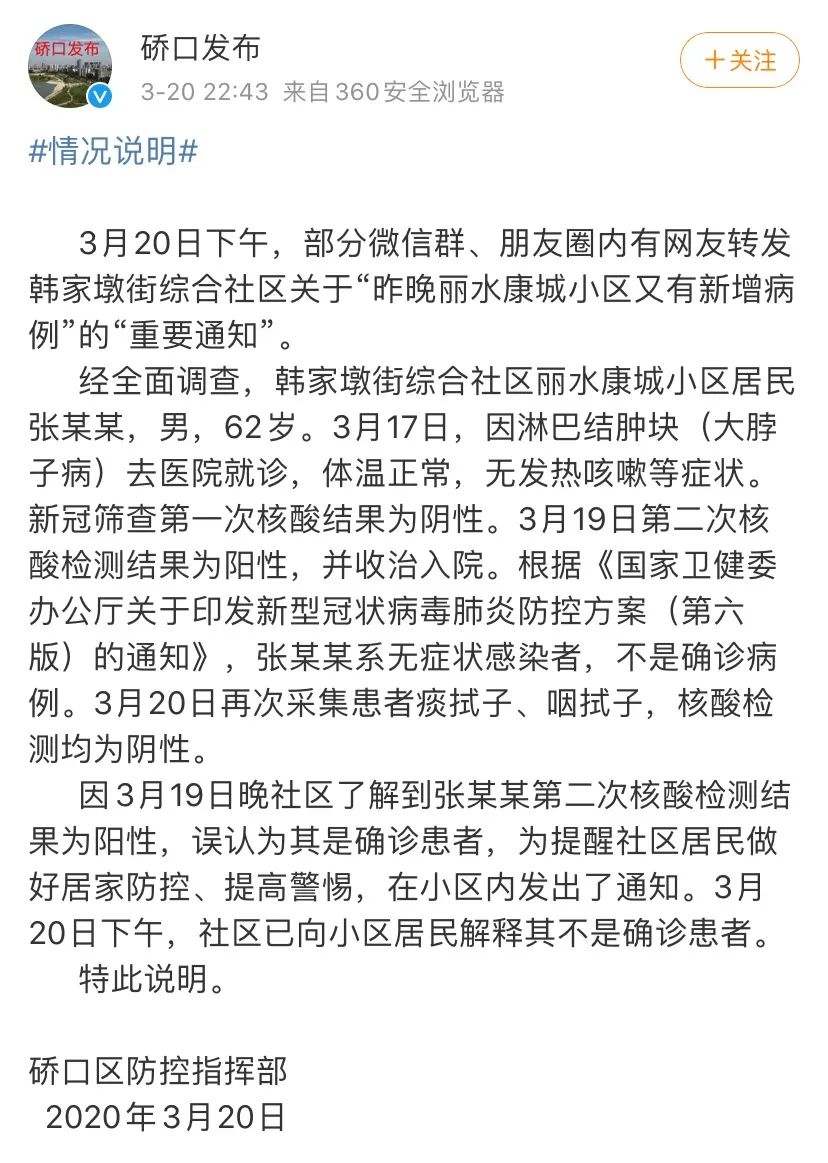 硚口发布
硚口发布
+关注
3-20 22:43 来自360安全浏览器
#情况说明#
3月20日下午，部分微信群、朋友圈内有网友转发
韩家墩街综合社区关于“昨晚丽水康城小区又有新增病
例”的“重要通知”。
经全面调查，韩家墩街综合社区丽水康城小区居民
张某某，男，62岁。3月17日，因淋巴结肿块（大脖
子病）去医院就诊，体温正常，无发热咳嗽等症状。
新冠筛查第一次核酸结果为阴性。3月19日第二次核
酸检测结果为阳性，并收治入院。根据《国家卫健委
办公厅关于印发新型冠状病毒肺炎防控方案（第六
版）的通知》，张某某系无症状感染者，不是确诊病
例。3月20日再次采集患者痰拭子、咽拭子，核酸检
测均为阴性。
因3月19日晚社区了解到张某某第二次核酸检测结
果为阳性，误认为其是确诊患者，为提醒社区居民做
好居家防控、提高警惕，在小区内发出了通知。3月
20日下午，社区已向小区居民解释其不是确诊患者。
特此说明。
硚口区防控指挥部
2020年3月20日